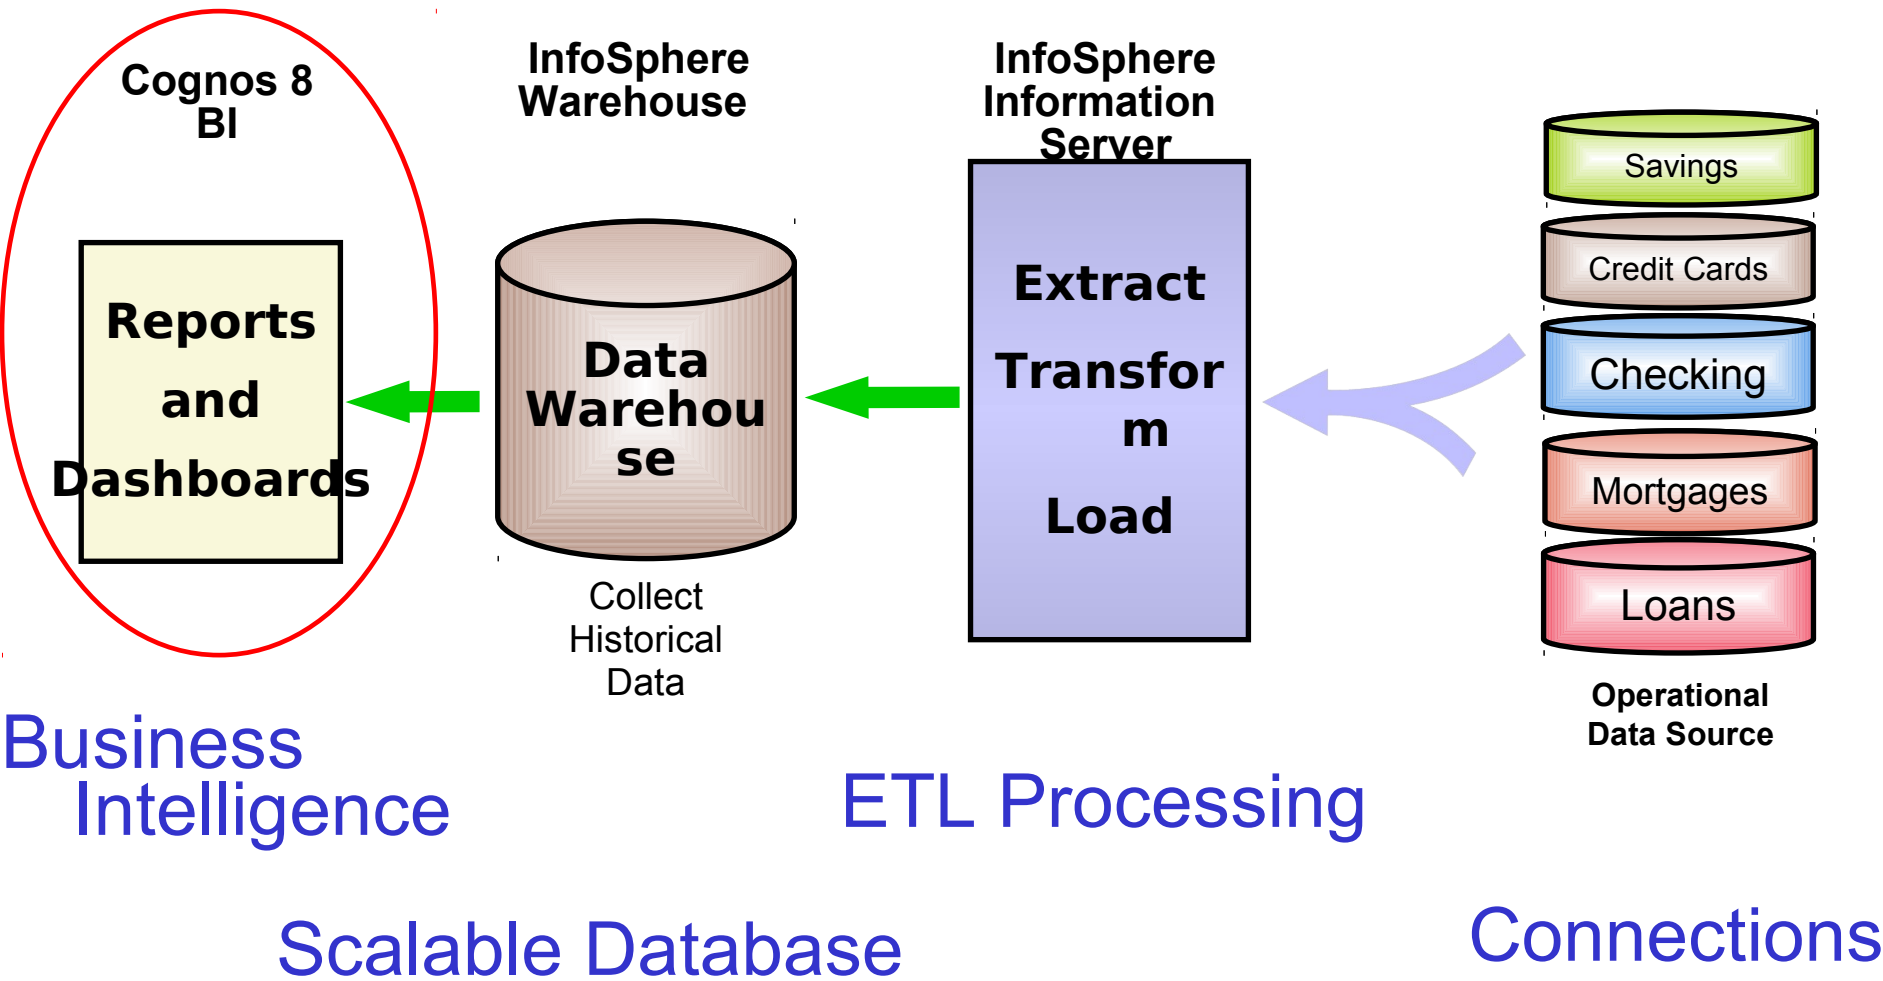 Cognos 8
BI
InfoSphere
Warehouse
InfoSphere
Information
Server
Reports
and
Dashboards
Data
Warehou
se
Collect
Historical
Data
Extract
Transfor
m
Load
Savings
Credit Cards
Checking
Mortgages
Loans
Operational
Data Source
Business
Intelligence
ETL Processing
Scalable Database
Connections